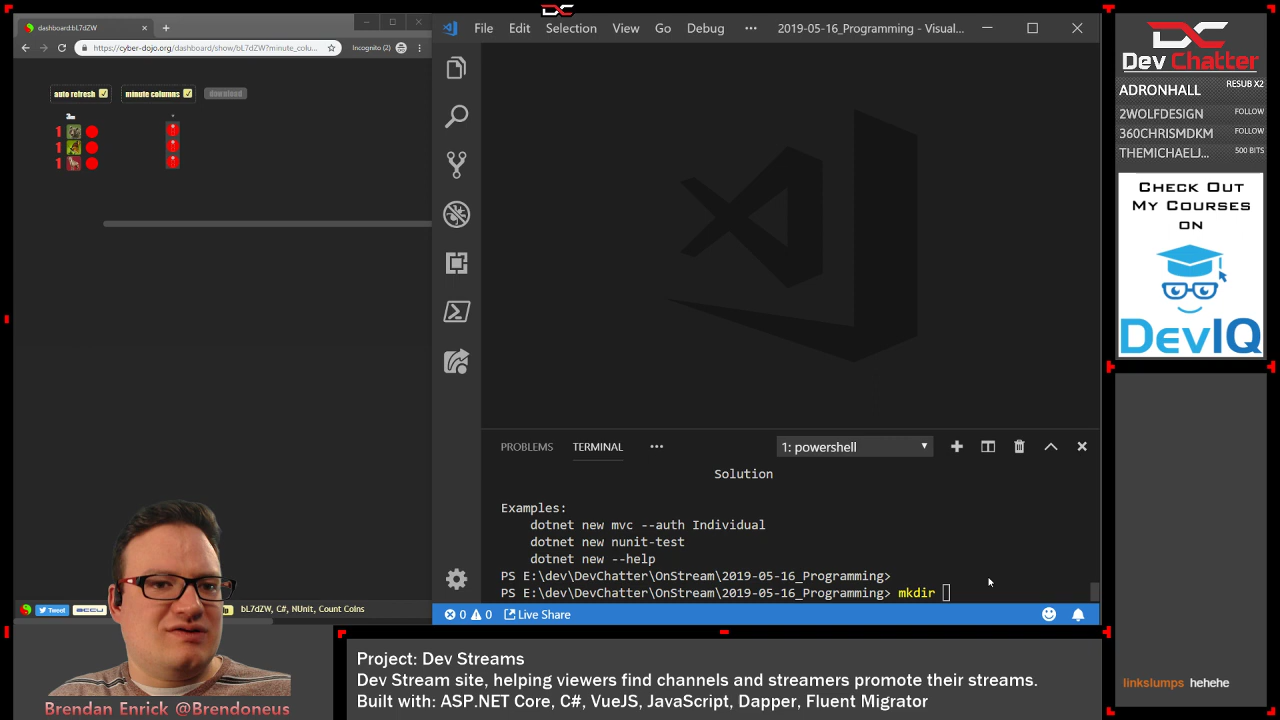 dashboard:bL7dZW
https://cyber-dojo.org/dashboard/show/bL7dZW?minute_colu...
Incognito (2)
auto refresh
minute columns
download
1
1
1
Tweet
accu
bL7dZW, C#, NUnit, Count Coins
File Edit Selection View Go Debug ... 2019-05-16_Programming - Visual...
PROBLEMS TERMINAL ... 1: powershell
Solution
Examples:
dotnet new mvc --auth Individual
dotnet new nunit-test
dotnet new --help
PS E:\dev\DevChatter\OnStream\2019-05-16_Programming>
PS E:\dev\DevChatter\OnStream\2019-05-16_Programming> mkdir
0 0 Live Share
DC
Dev Chatter
ADRONHALL RESUB X2
2WOLFDESIGN FOLLOW
360CHRISMDKM FOLLOW
THEMICHAELJ... 500 BITS
CHECK OUT
MY COURSES
ON
DevIQ
linkslumps hehehe
Brendan Enrick @Brendoneus
Project: Dev Streams
Dev Stream site, helping viewers find channels and streamers promote their streams.
Built with: ASP.NET Core, C#, VueJS, JavaScript, Dapper, Fluent Migrator